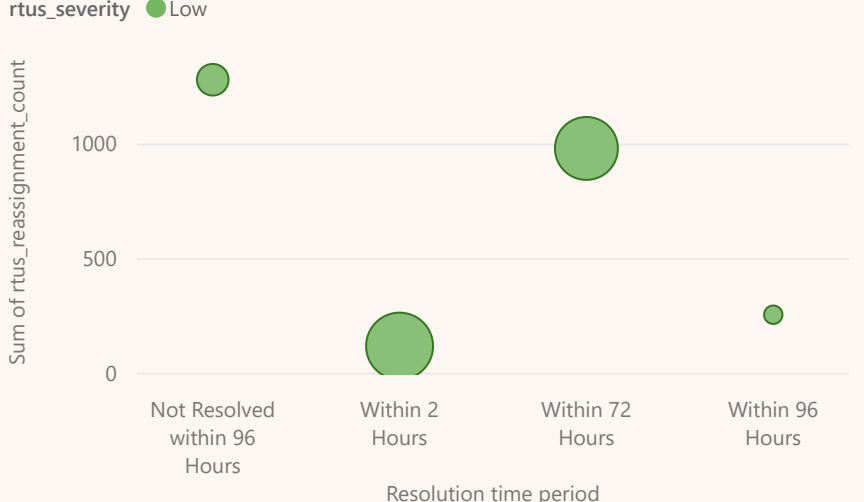 rtus_severity Low
Sum of rtus_reassignment_count
1000
500
0
Not Resolved
within 96
Hours
Within 2
Hours
Within 72
Hours
Within 96
Hours
Resolution time period